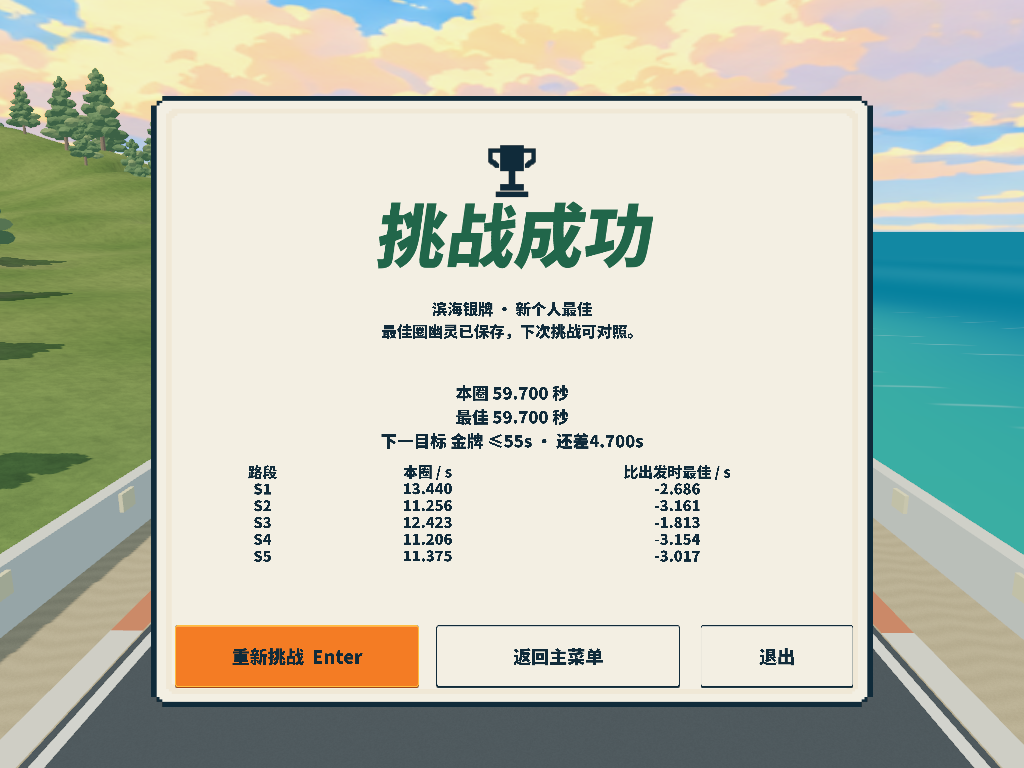 挑战成功
滨海银牌 · 新个人最佳
最佳圈幽灵已保存，下次挑战可对照。
本圈 59.700 秒
最佳 59.700 秒
下一目标 金牌 ≤55s · 还差4.700s
路段 本圈 / s 比出发时最佳 / s
S1 13.440 -2.686
S2 11.256 -3.161
S3 12.423 -1.813
S4 11.206 -3.154
S5 11.375 -3.017
重新挑战 Enter 返回主菜单 退出